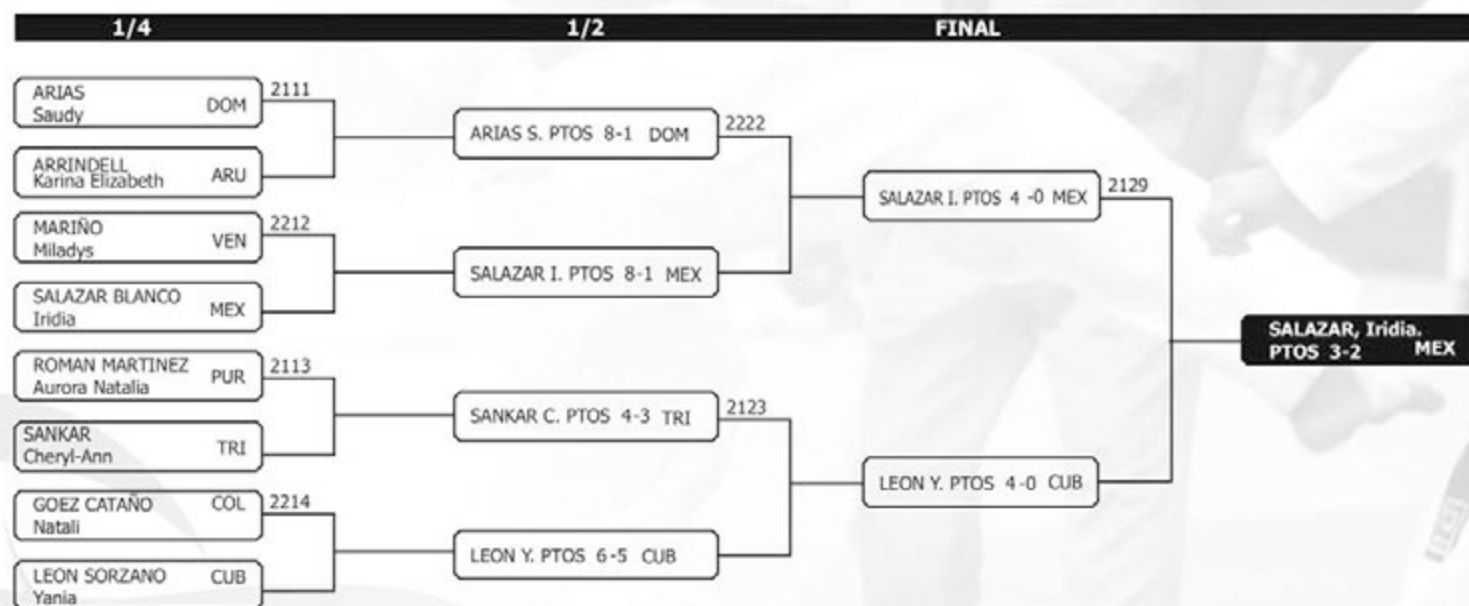 1/4 1/2 FINAL
ARIAS
Saudy DOM
2111
ARRINDELL
Karina Elizabeth ARU
MARIÑO
Miladys VEN
2212
SALAZAR BLANCO
Iridia MEX
ROMAN MARTINEZ
Aurora Natalia PUR
2113
SANKAR
Cheryl-Ann TRI
GOEZ CATAÑO COL
Natali
2214
LEON SORZANO CUB
Yania
ARIAS S. PTOS 8-1 DOM
2222
SALAZAR I. PTOS 8-1 MEX
SANKAR C. PTOS 4-3 TRI
2123
LEON Y. PTOS 6-5 CUB
SALAZAR I. PTOS 4 -0 MEX
2129
LEON Y. PTOS 4-0 CUB
SALAZAR, Iridia.
PTOS 3-2 MEX